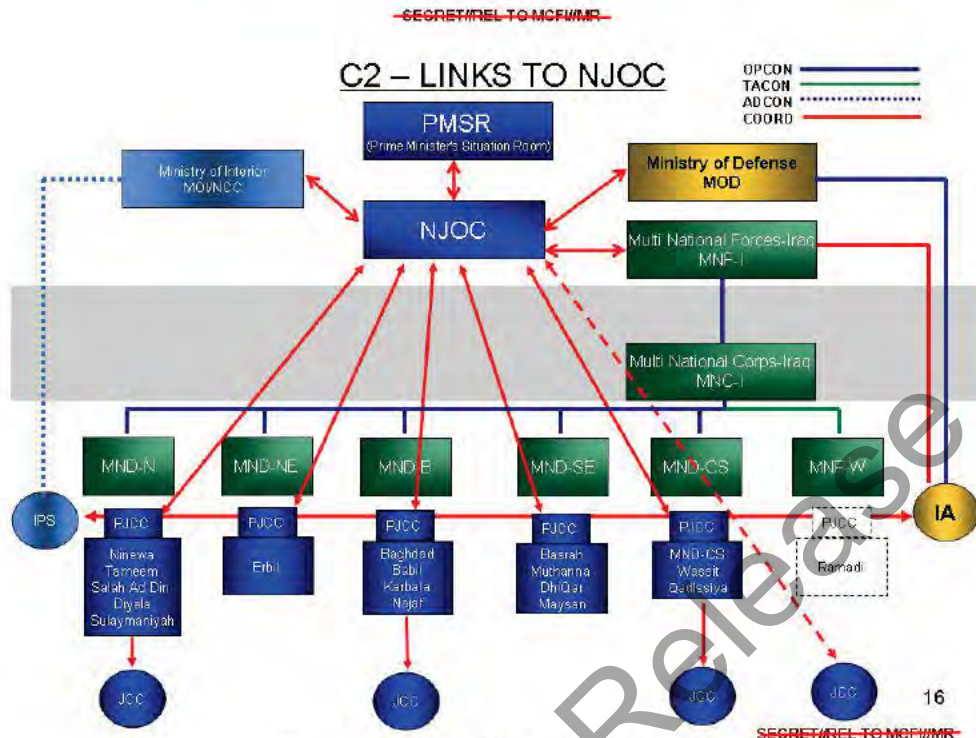 SECRET//REL TO MCFI//MR
C2 – LINKS TO NJOC
OPCON
TACON
ADCON
COORD
PMSR
(Prime Minister's Situation Room)
Ministry of Interior
MOI/NCC
Ministry of Defense
MOD
NJOC
Multi National Forces-Iraq
MNF-I
Multi National Corps-Iraq
MNC-I
MND-N
MND-NE
MND-B
MND-SE
MND-CS
MNF-W
IPS
IA
PJCC
Ninewa
Tameem
Salah Ad Din
Diyala
Sulaymaniyah
PJCC
Erbil
PJCC
Baghdad
Babil
Karbala
Najaf
PJCC
Basrah
Muthanna
DhiQar
Maysan
PJCC
MND-CS
Wassit
Qadissiya
PJCC
Ramadi
JCC
JCC
JCC
JCC
16
SECRET//REL TO MCFI//MR
Release